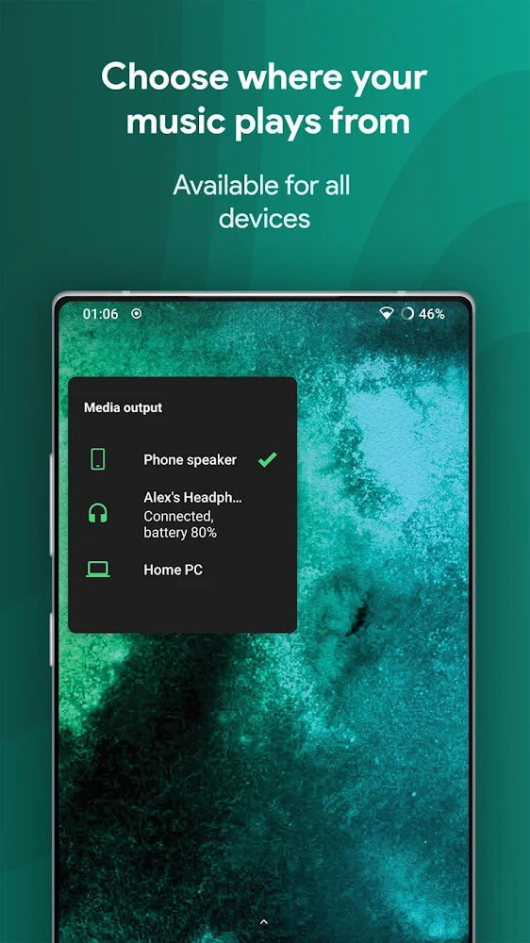 Choose where your
music plays from
Available for all
devices
01:06
46%
Media output
Phone speaker
Alex's Headph...
Connected,
battery 80%
Home PC